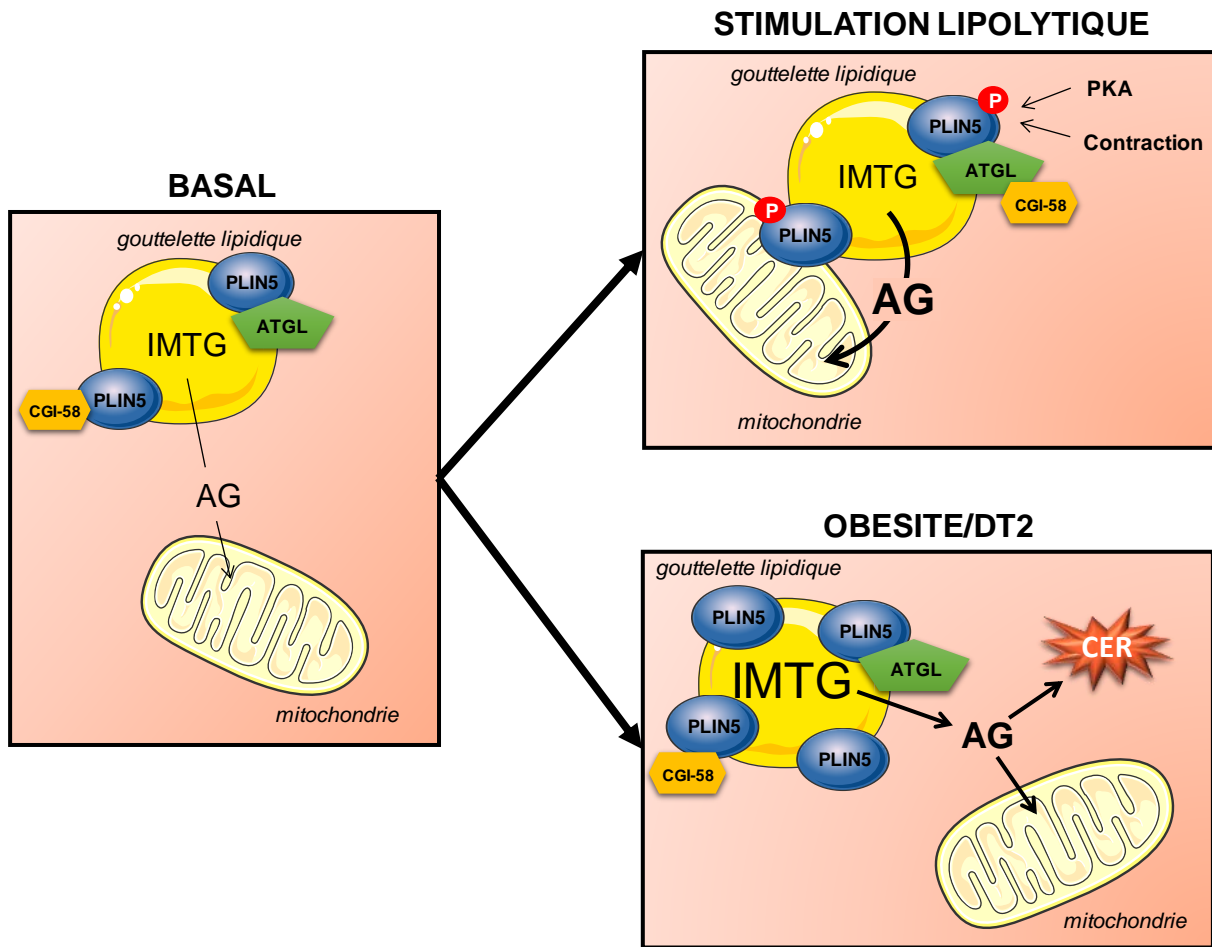 BASAL
gouttelette lipidique
PLIN5
ATGL
IMTG
CGI-58
PLIN5
AG
mitochondrie
STIMULATION LIPOLYTIQUE
gouttelette lipidique
P
PKA
PLIN5
Contraction
ATGL
IMTG
CGI-58
P
PLIN5
AG
mitochondrie
OBESITE/DT2
gouttelette lipidique
PLIN5
PLIN5
CER
ATGL
IMTG
PLIN5
AG
PLIN5
CGI-58
mitochondrie